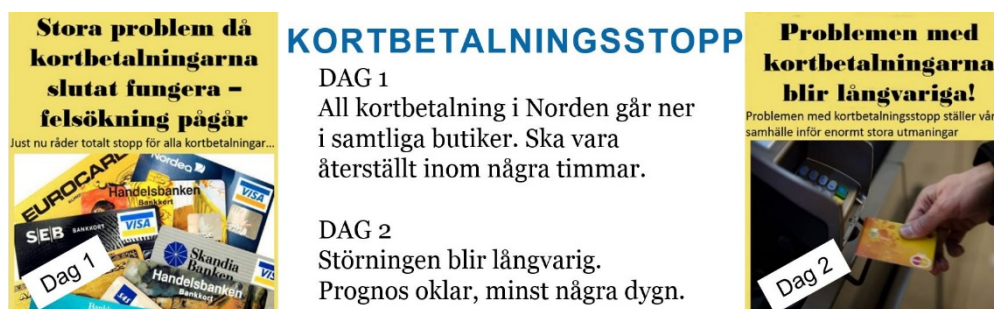 Stora problem då
kortbetalningarna
slutat fungera –
felsökning pågår
Just nu råder totalt stopp för alla kortbetalningar...
EUROCARD
Nordea
VISA
Handelsbanken
Bankkort
SEB BANKKORT
VISA
Skandia
Banken
Handelsbanken
Bankkort
Dag 1
KORTBETALNINGSSTOPP
DAG 1
All kortbetalning i Norden går ner
i samtliga butiker. Ska vara
återställt inom några timmar.
DAG 2
Störningen blir långvarig.
Prognos oklar, minst några dygn.
Problemen med
kortbetalningarna
blir långvariga!
Problemen med kortbetalningsstopp ställer vår
samhälle inför enormt stora utmaningar
Dag 2